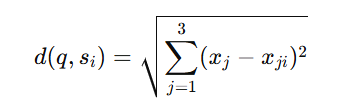 d(q, s_i) = \sqrt{\sum_{j=1}^{3} (x_j - x_{ji})^2}